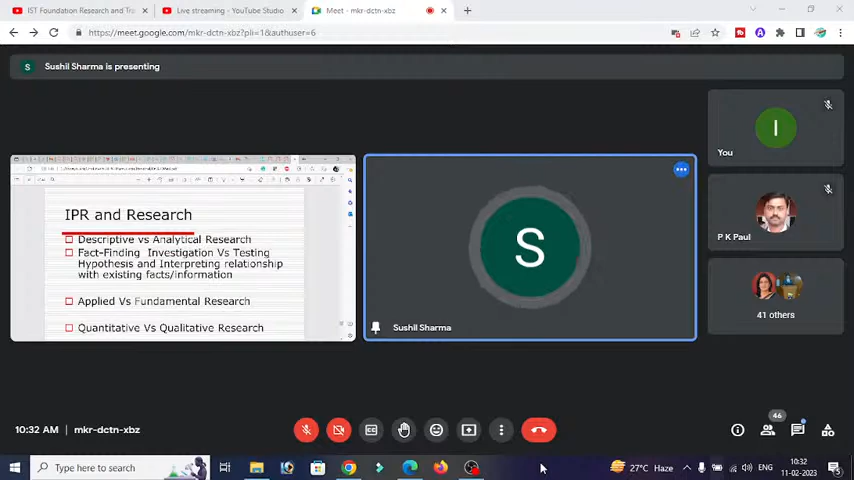 IST Foundation Research and Tra
Live streaming - YouTube Studio
Meet - mkr-dctn-xbz
https://meet.google.com/mkr-dctn-xbz?pli=1&authuser=6
S
Sushil Sharma is presenting
IPR and Research
Descriptive vs Analytical Research
Fact-Finding Investigation Vs Testing
Hypothesis and Interpreting relationship
with existing facts/information
Applied Vs Fundamental Research
Quantitative Vs Qualitative Research
S
Sushil Sharma
I
You
P K Paul
41 others
10:32 AM | mkr-dctn-xbz
46
Type here to search
27°C Haze
ENG
10:32
11-02-2023
5